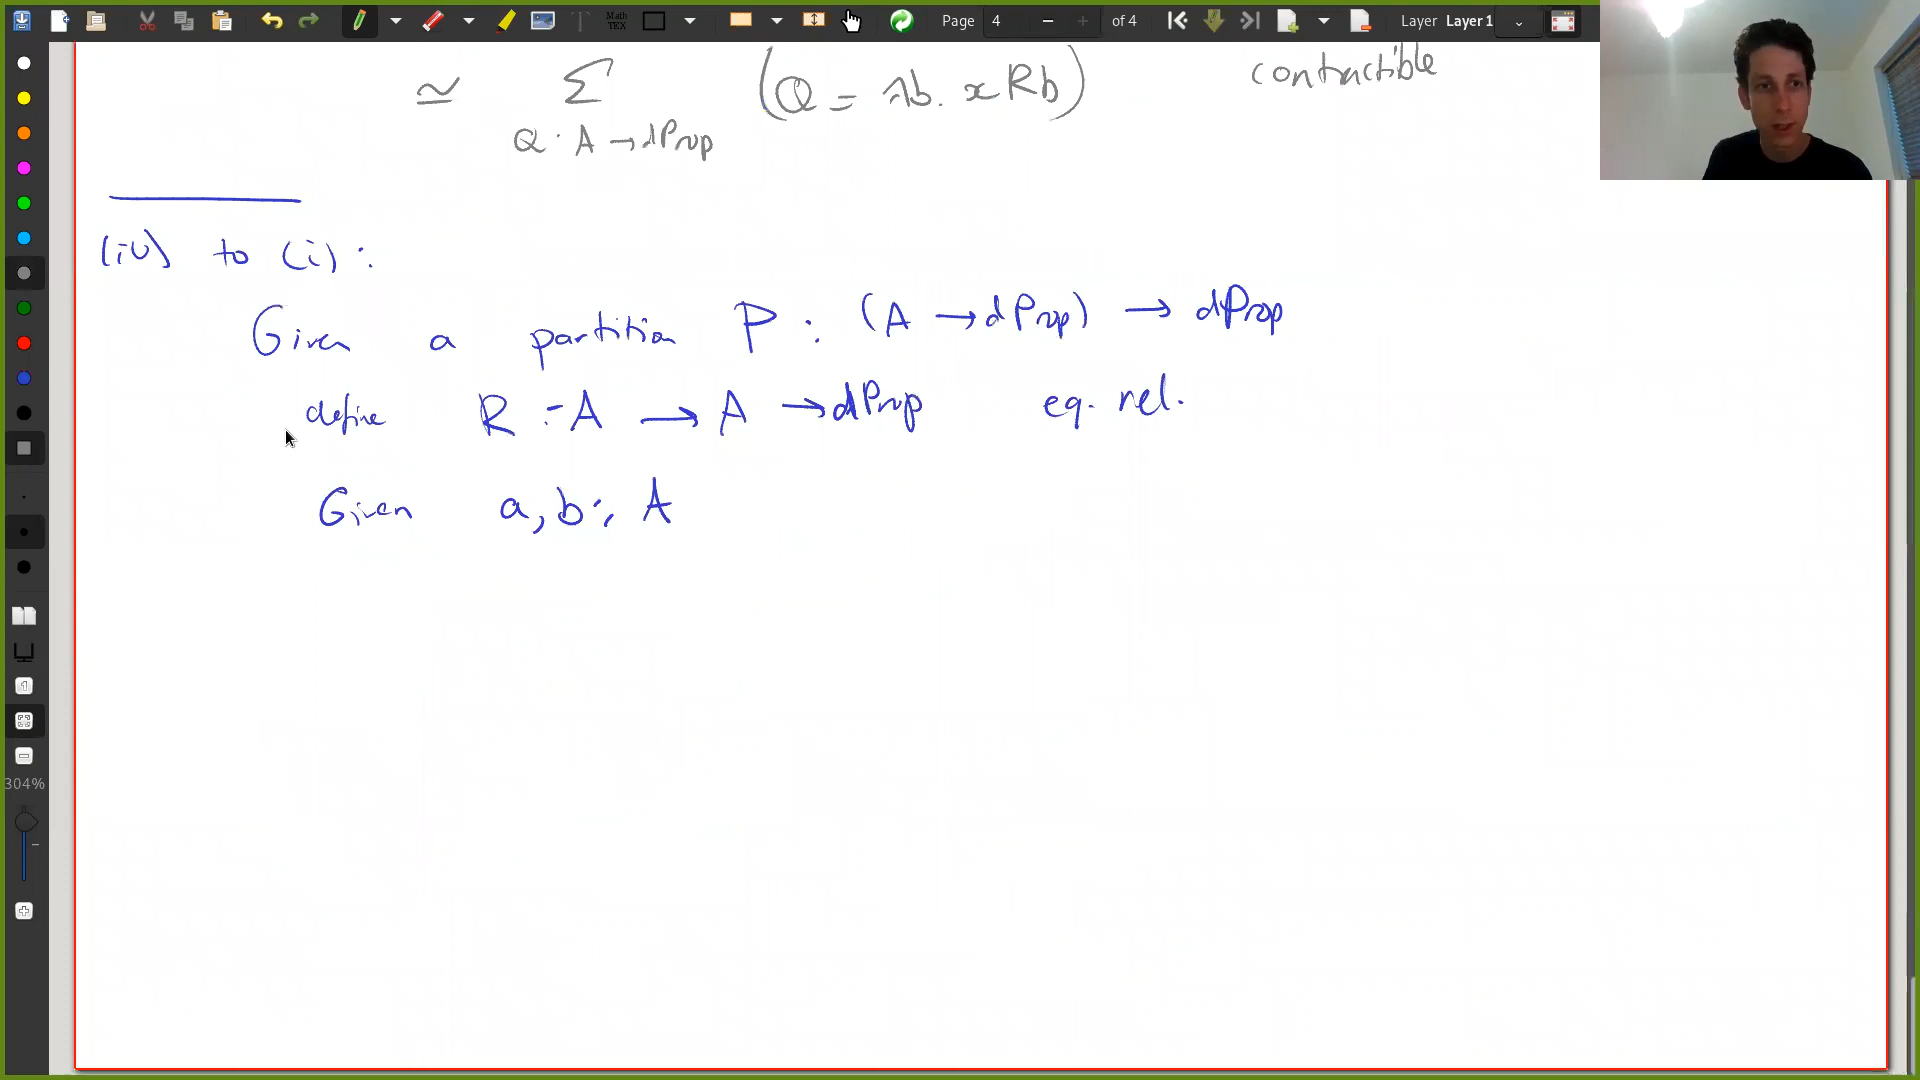 Page 4 of 4 Layer Layer 1
≃ Σ (Q = λb. xRb) contractible
Q : A → dProp
(iv) to (i) :
Given a partition P : (A → dProp) → dProp
define R : A → A → dProp eq. rel.
Given a, b : A
304%